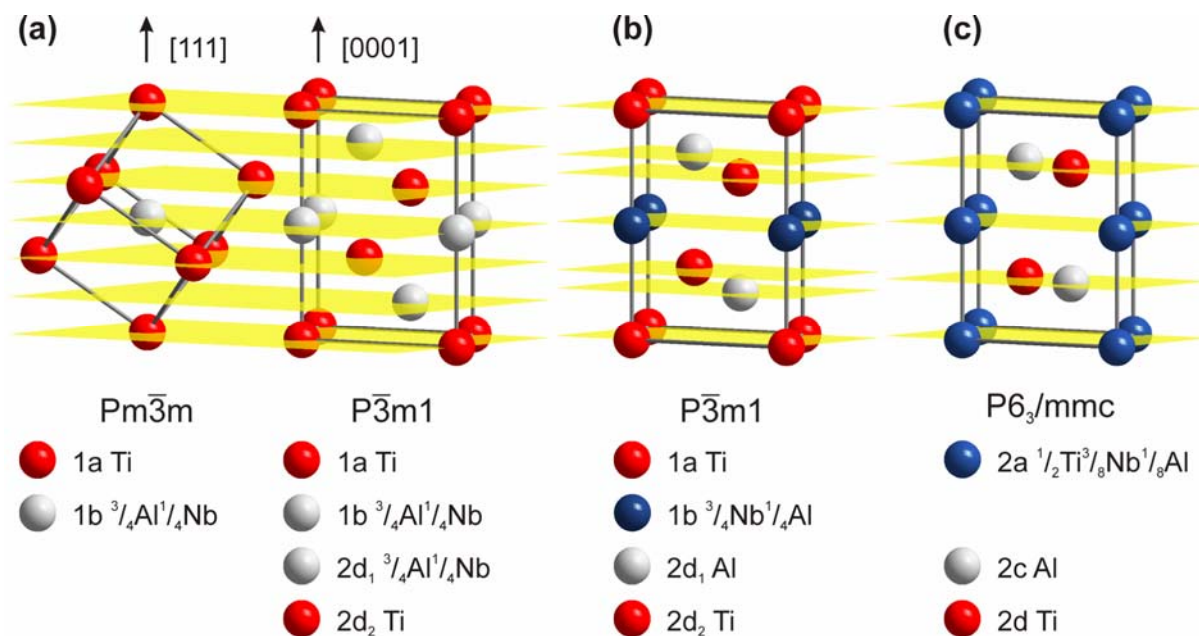 (a) [111] [0001] (b) (c)
Pm3̅m P3̅m1 P3̅m1 P6₃/mmc
1a Ti 1a Ti 1a Ti 2a ¹/₂Ti³/₈Nb¹/₈Al
1b ³/₄Al¹/₄Nb 1b ³/₄Al¹/₄Nb 1b ³/₄Nb¹/₄Al
2d₁ ³/₄Al¹/₄Nb 2d₁ Al 2c Al
2d₂ Ti 2d₂ Ti 2d Ti